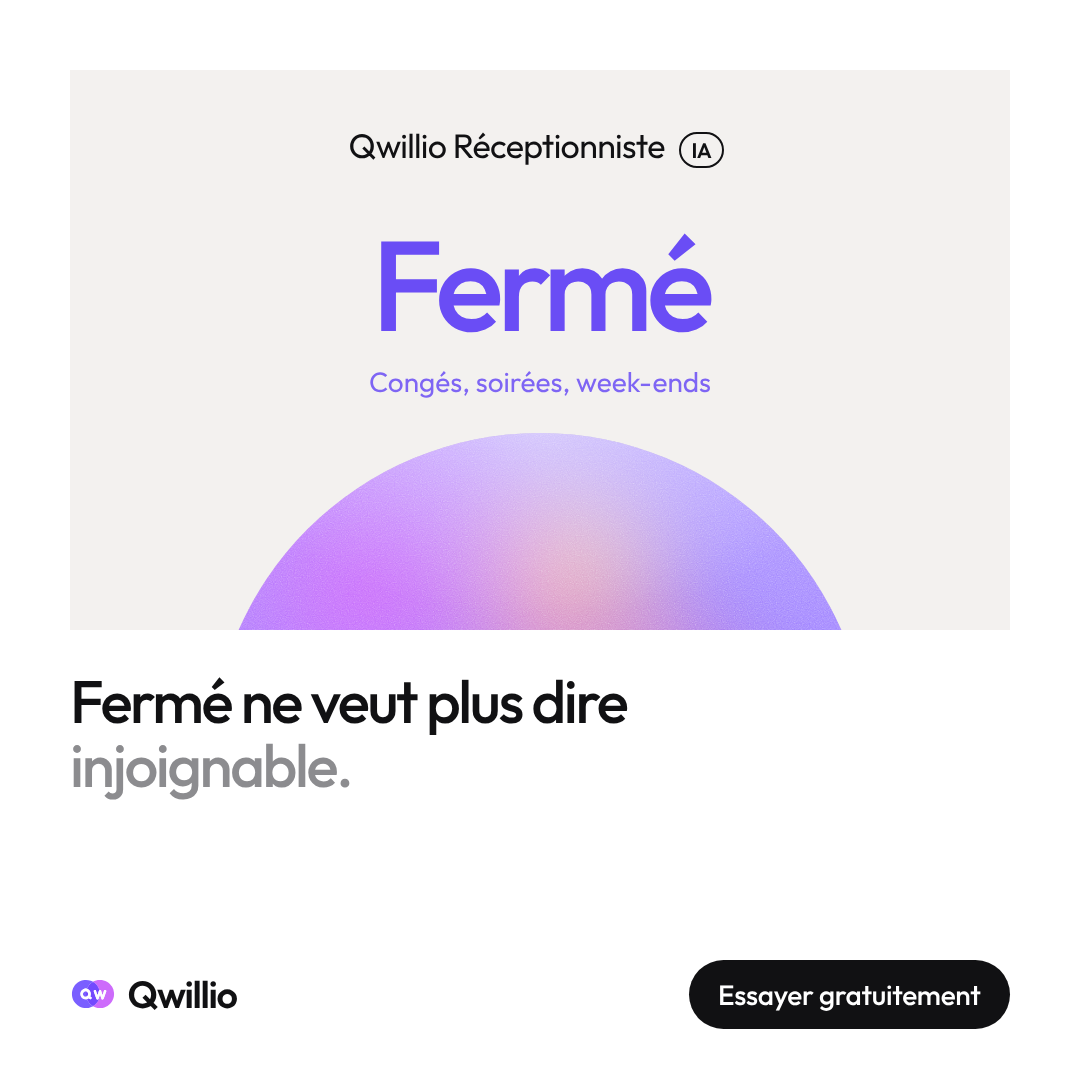 Qwillio Réceptionniste IA
Fermé
Congés, soirées, week-ends
Fermé ne veut plus dire
injoignable.
QW Qwillio
Essayer gratuitement